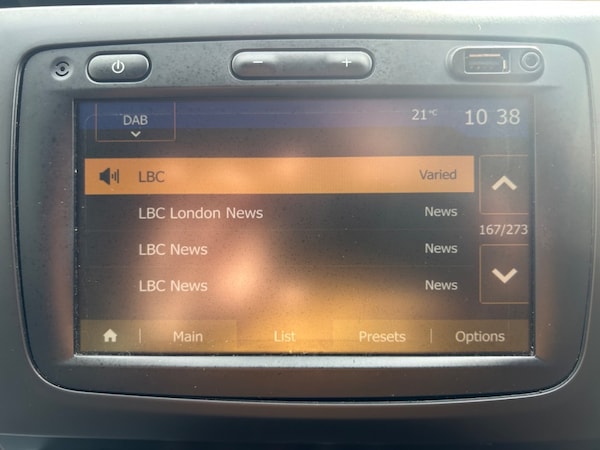 − +
DAB 21°C 10 38
LBC Varied
LBC London News News
167/273
LBC News News
LBC News News
Main List Presets Options